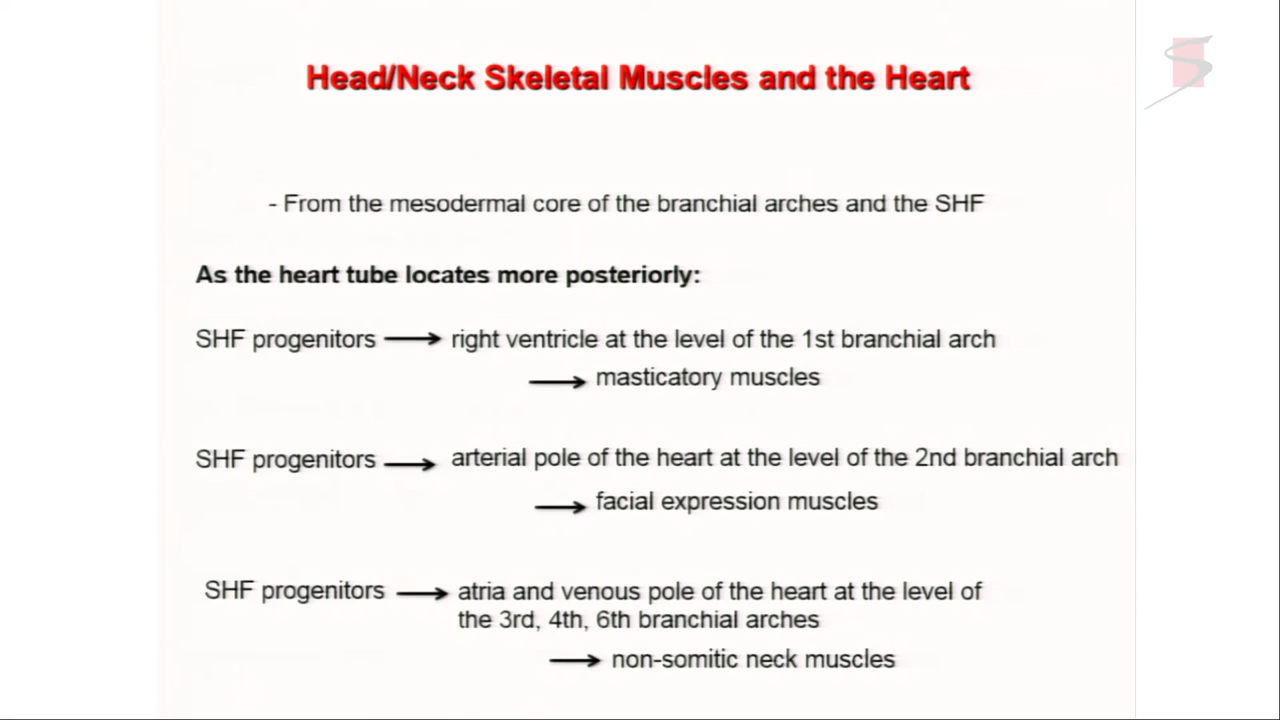 Head/Neck Skeletal Muscles and the Heart
- From the mesodermal core of the branchial arches and the SHF
As the heart tube locates more posteriorly:
SHF progenitors → right ventricle at the level of the 1st branchial arch
→ masticatory muscles
SHF progenitors → arterial pole of the heart at the level of the 2nd branchial arch
→ facial expression muscles
SHF progenitors → atria and venous pole of the heart at the level of
the 3rd, 4th, 6th branchial arches
→ non-somitic neck muscles